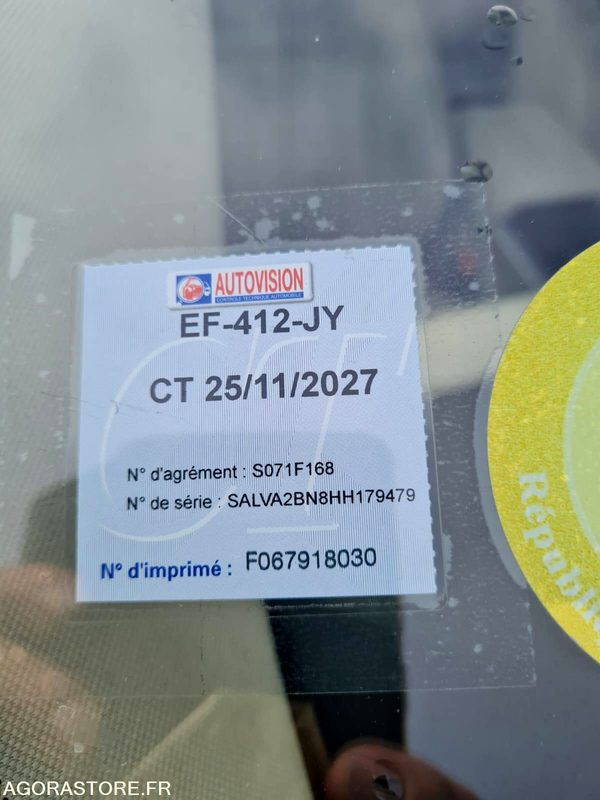 AUTOVISION
CONTROLE TECHNIQUE AUTOMOBILE
EF-412-JY
CT
CT 25/11/2027
N° d'agrément : S071F168
N° de série : SALVA2BN8HH179479
N° d'imprimé : F067918030
Républi
AGORASTORE.FR